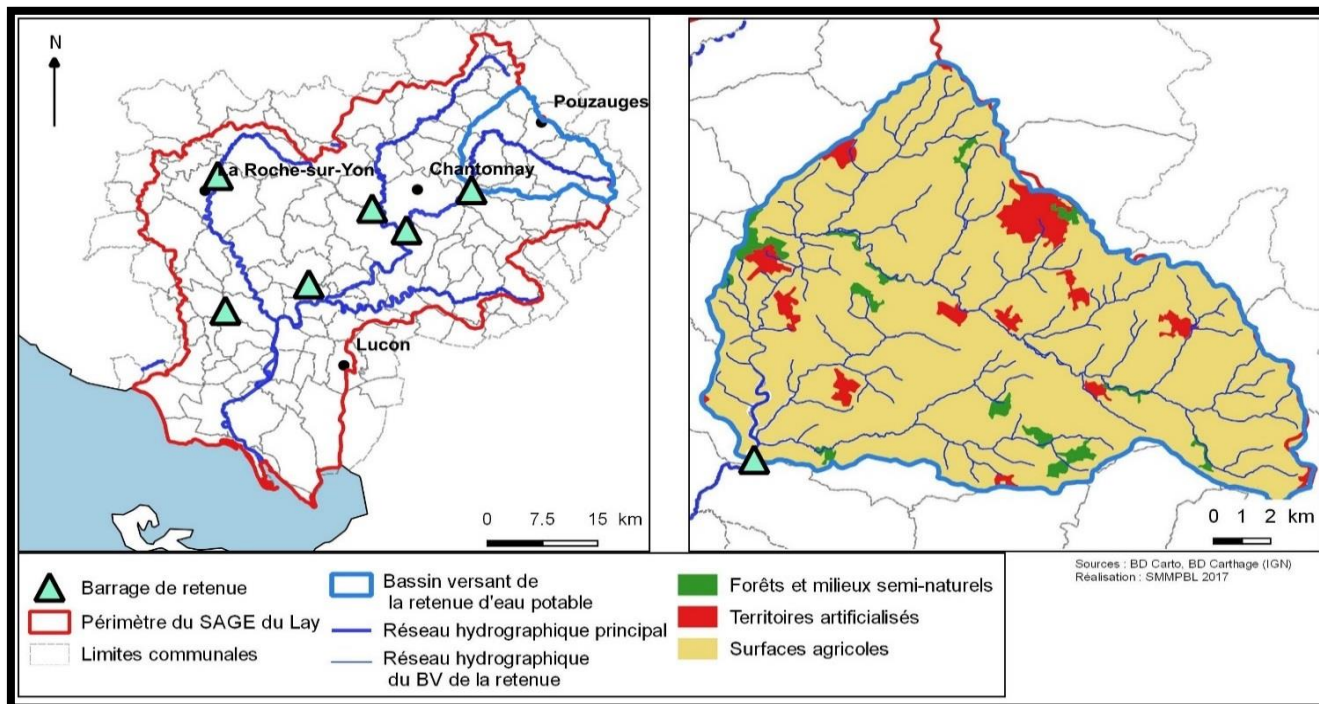 N
Pouzauges
La Roche-sur-Yon
Chantonnay
Lucon
0 7.5 15 km
0 1 2 km
Barrage de retenue
Périmètre du SAGE du Lay
Limites communales
Bassin versant de
la retenue d'eau potable
Réseau hydrographique principal
Réseau hydrographique
du BV de la retenue
Forêts et milieux semi-naturels
Territoires artificialisés
Surfaces agricoles
Sources : BD Carto, BD Carthage (IGN)
Réalisation : SMMPBL 2017